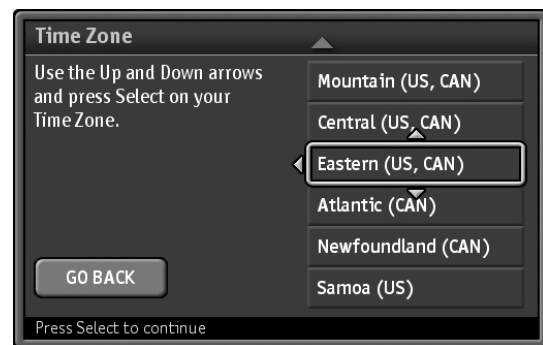 Time Zone
Use the Up and Down arrows
and press Select on your
Time Zone.
Mountain (US, CAN)
Central (US, CAN)
Eastern (US, CAN)
Atlantic (CAN)
Newfoundland (CAN)
Samoa (US)
GO BACK
Press Select to continue